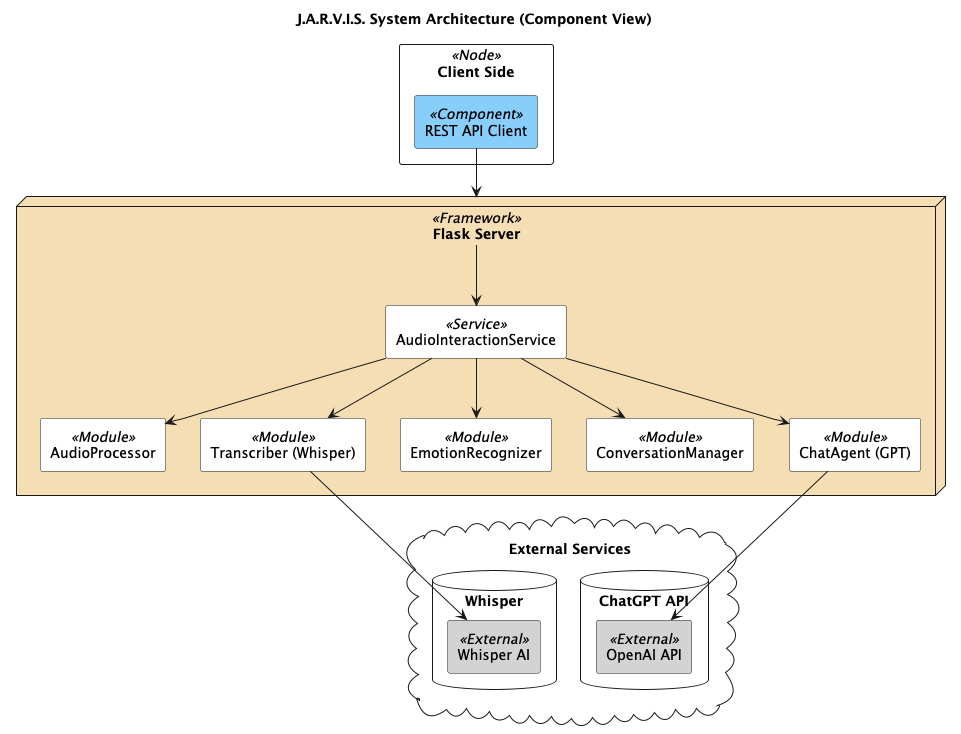 J.A.R.V.I.S. System Architecture (Component View)
«Node»
Client Side
«Component»
REST API Client
«Framework»
Flask Server
«Service»
AudioInteractionService
«Module»
AudioProcessor
«Module»
Transcriber (Whisper)
«Module»
EmotionRecognizer
«Module»
ConversationManager
«Module»
ChatAgent (GPT)
External Services
Whisper
«External»
Whisper AI
ChatGPT API
«External»
OpenAI API